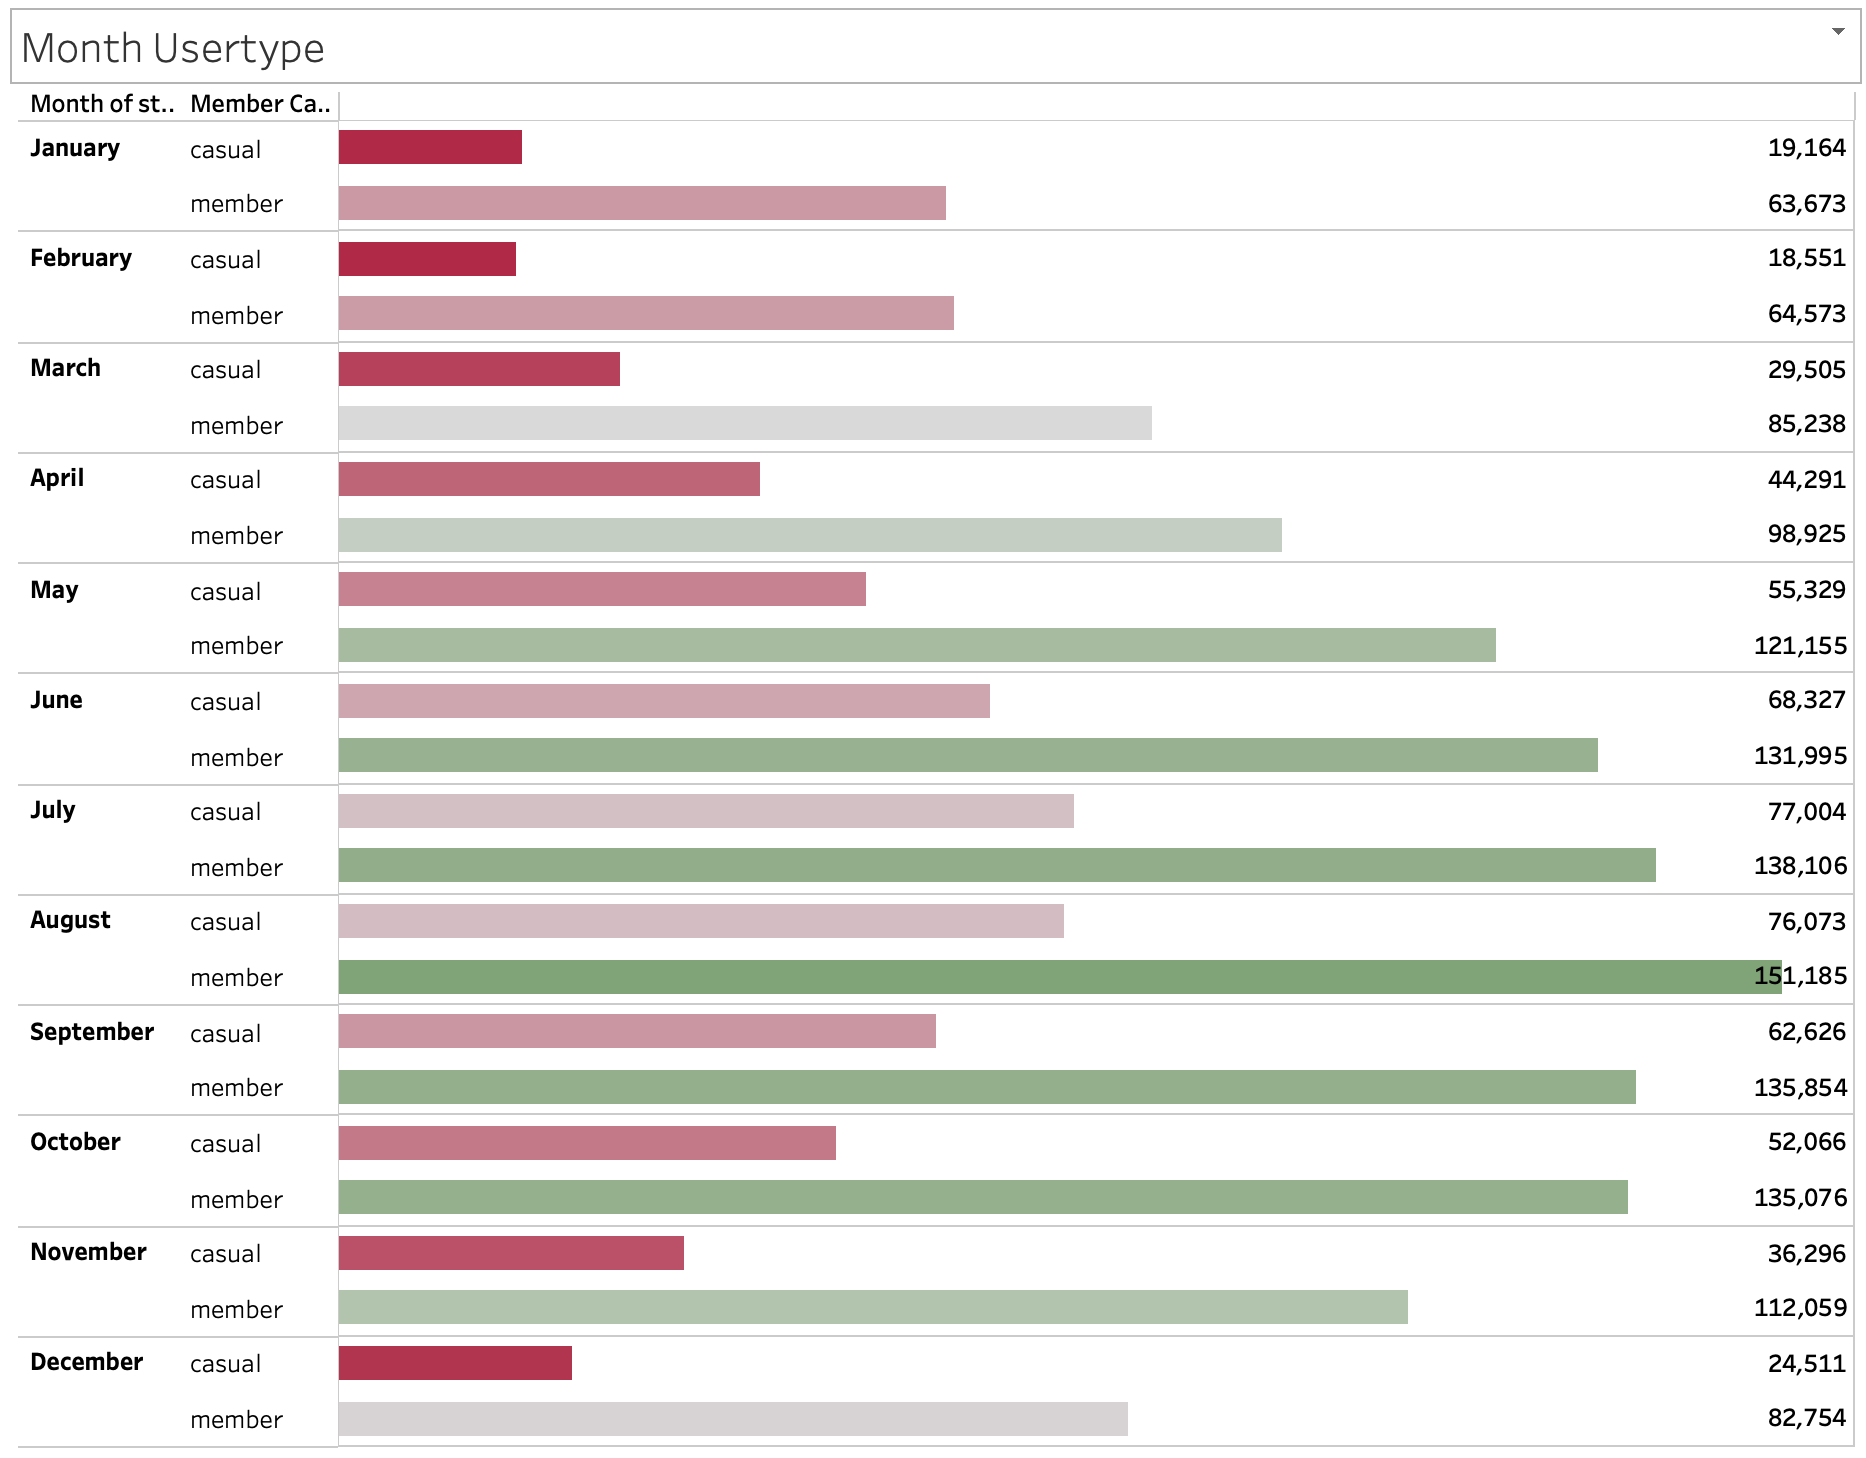 Month Usertype
Month of st.. Member Ca..
January casual 19,164
member 63,673
February casual 18,551
member 64,573
March casual 29,505
member 85,238
April casual 44,291
member 98,925
May casual 55,329
member 121,155
June casual 68,327
member 131,995
July casual 77,004
member 138,106
August casual 76,073
member 151,185
September casual 62,626
member 135,854
October casual 52,066
member 135,076
November casual 36,296
member 112,059
December casual 24,511
member 82,754